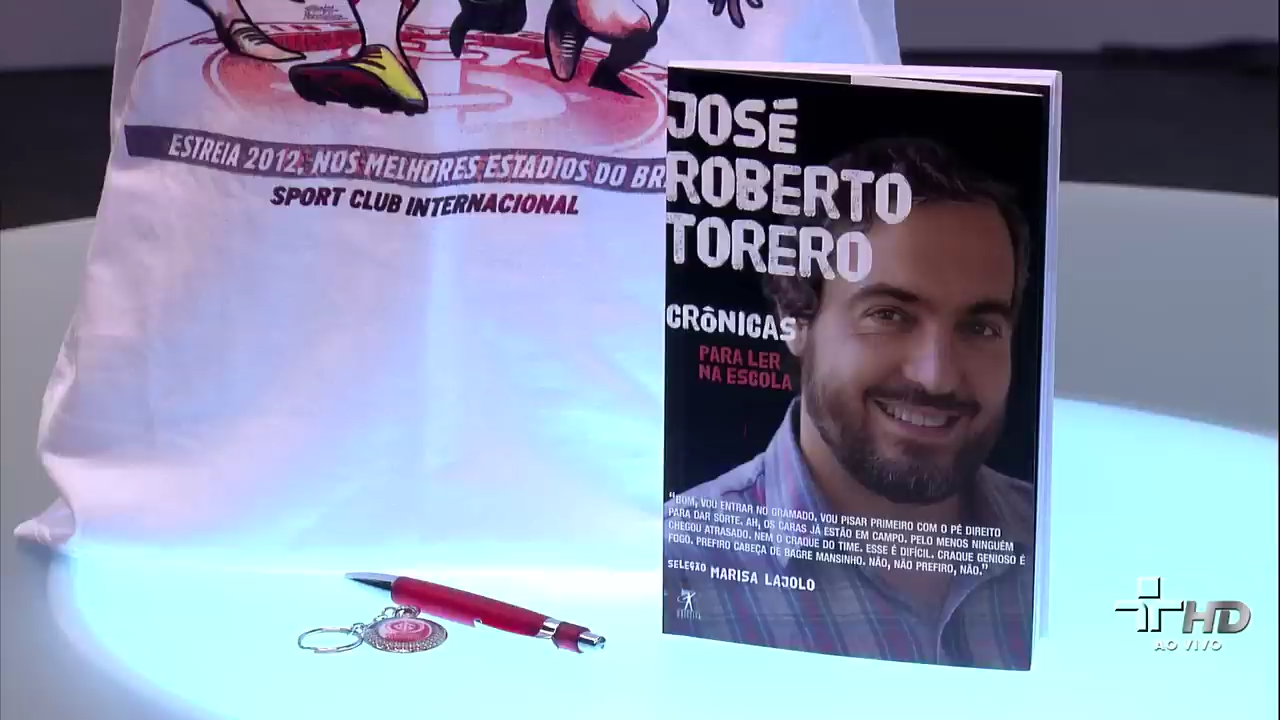 ESTREIA 2012. NOS MELHORES ESTADIOS DO BR
SPORT CLUB INTERNACIONAL
JOSÉ
ROBERTO
TORERO
CRÔNICAS
PARA LER
NA ESCOLA
"BOM, VOU ENTRAR NO GRAMADO. VOU PISAR PRIMEIRO COM O PÉ DIREITO
PARA DAR SORTE. AH, OS CARAS JÁ ESTÃO EM CAMPO. PELO MENOS NINGUÉM
CHEGOU ATRASADO. NEM O CRAQUE DO TIME. ESSE É DIFÍCIL. CRAQUE GENIOSO É
FOGO. PREFIRO CABEÇA DE BAGRE MANSINHO. NÃO, NÃO PREFIRO, NÃO."
SELEÇÃO MARISA LAJOLO
HD
AO VIVO